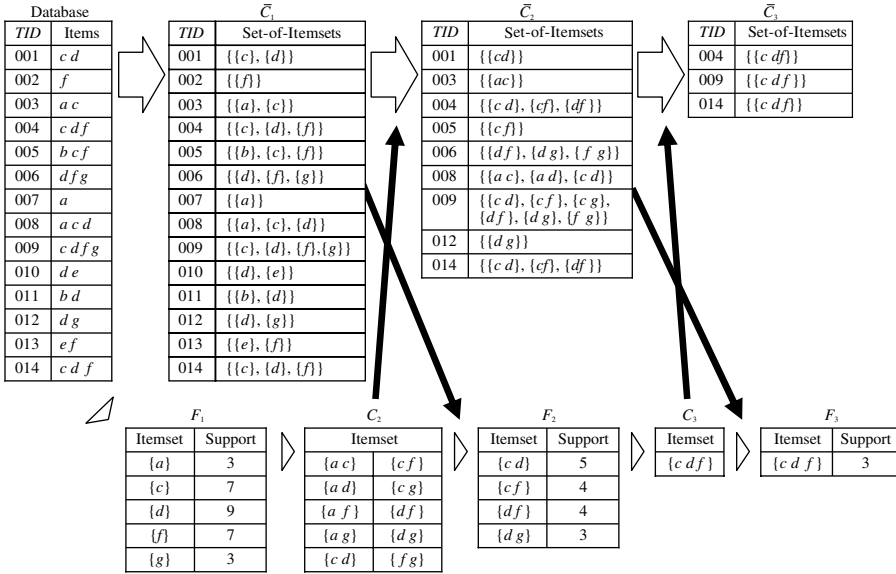 Database
TID Items
001 c d
002 f
003 a c
004 c d f
005 b c f
006 d f g
007 a
008 a c d
009 c d f g
010 d e
011 b d
012 d g
013 e f
014 c d f
C̅1
TID Set-of-Itemsets
001 {{c}, {d}}
002 {{f}}
003 {{a}, {c}}
004 {{c}, {d}, {f}}
005 {{b}, {c}, {f}}
006 {{d}, {f}, {g}}
007 {{a}}
008 {{a}, {c}, {d}}
009 {{c}, {d}, {f},{g}}
010 {{d}, {e}}
011 {{b}, {d}}
012 {{d}, {g}}
013 {{e}, {f}}
014 {{c}, {d}, {f}}
C̅2
TID Set-of-Itemsets
001 {{cd}}
003 {{ac}}
004 {{c d}, {cf}, {df}}
005 {{c f}}
006 {{d f}, {d g}, {f g}}
008 {{a c}, {a d}, {c d}}
009 {{c d}, {c f}, {c g},
{d f}, {d g}, {f g}}
012 {{d g}}
014 {{c d}, {cf}, {df}}
C̅3
TID Set-of-Itemsets
004 {{c df}}
009 {{c d f}}
014 {{c df}}
F1
Itemset Support
{a} 3
{c} 7
{d} 9
{f} 7
{g} 3
C2
Itemset
{a c} {c f}
{a d} {c g}
{a f} {d f}
{a g} {d g}
{c d} {f g}
F2
Itemset Support
{c d} 5
{c f} 4
{d f} 4
{d g} 3
C3
Itemset
{c d f}
F3
Itemset Support
{c d f} 3